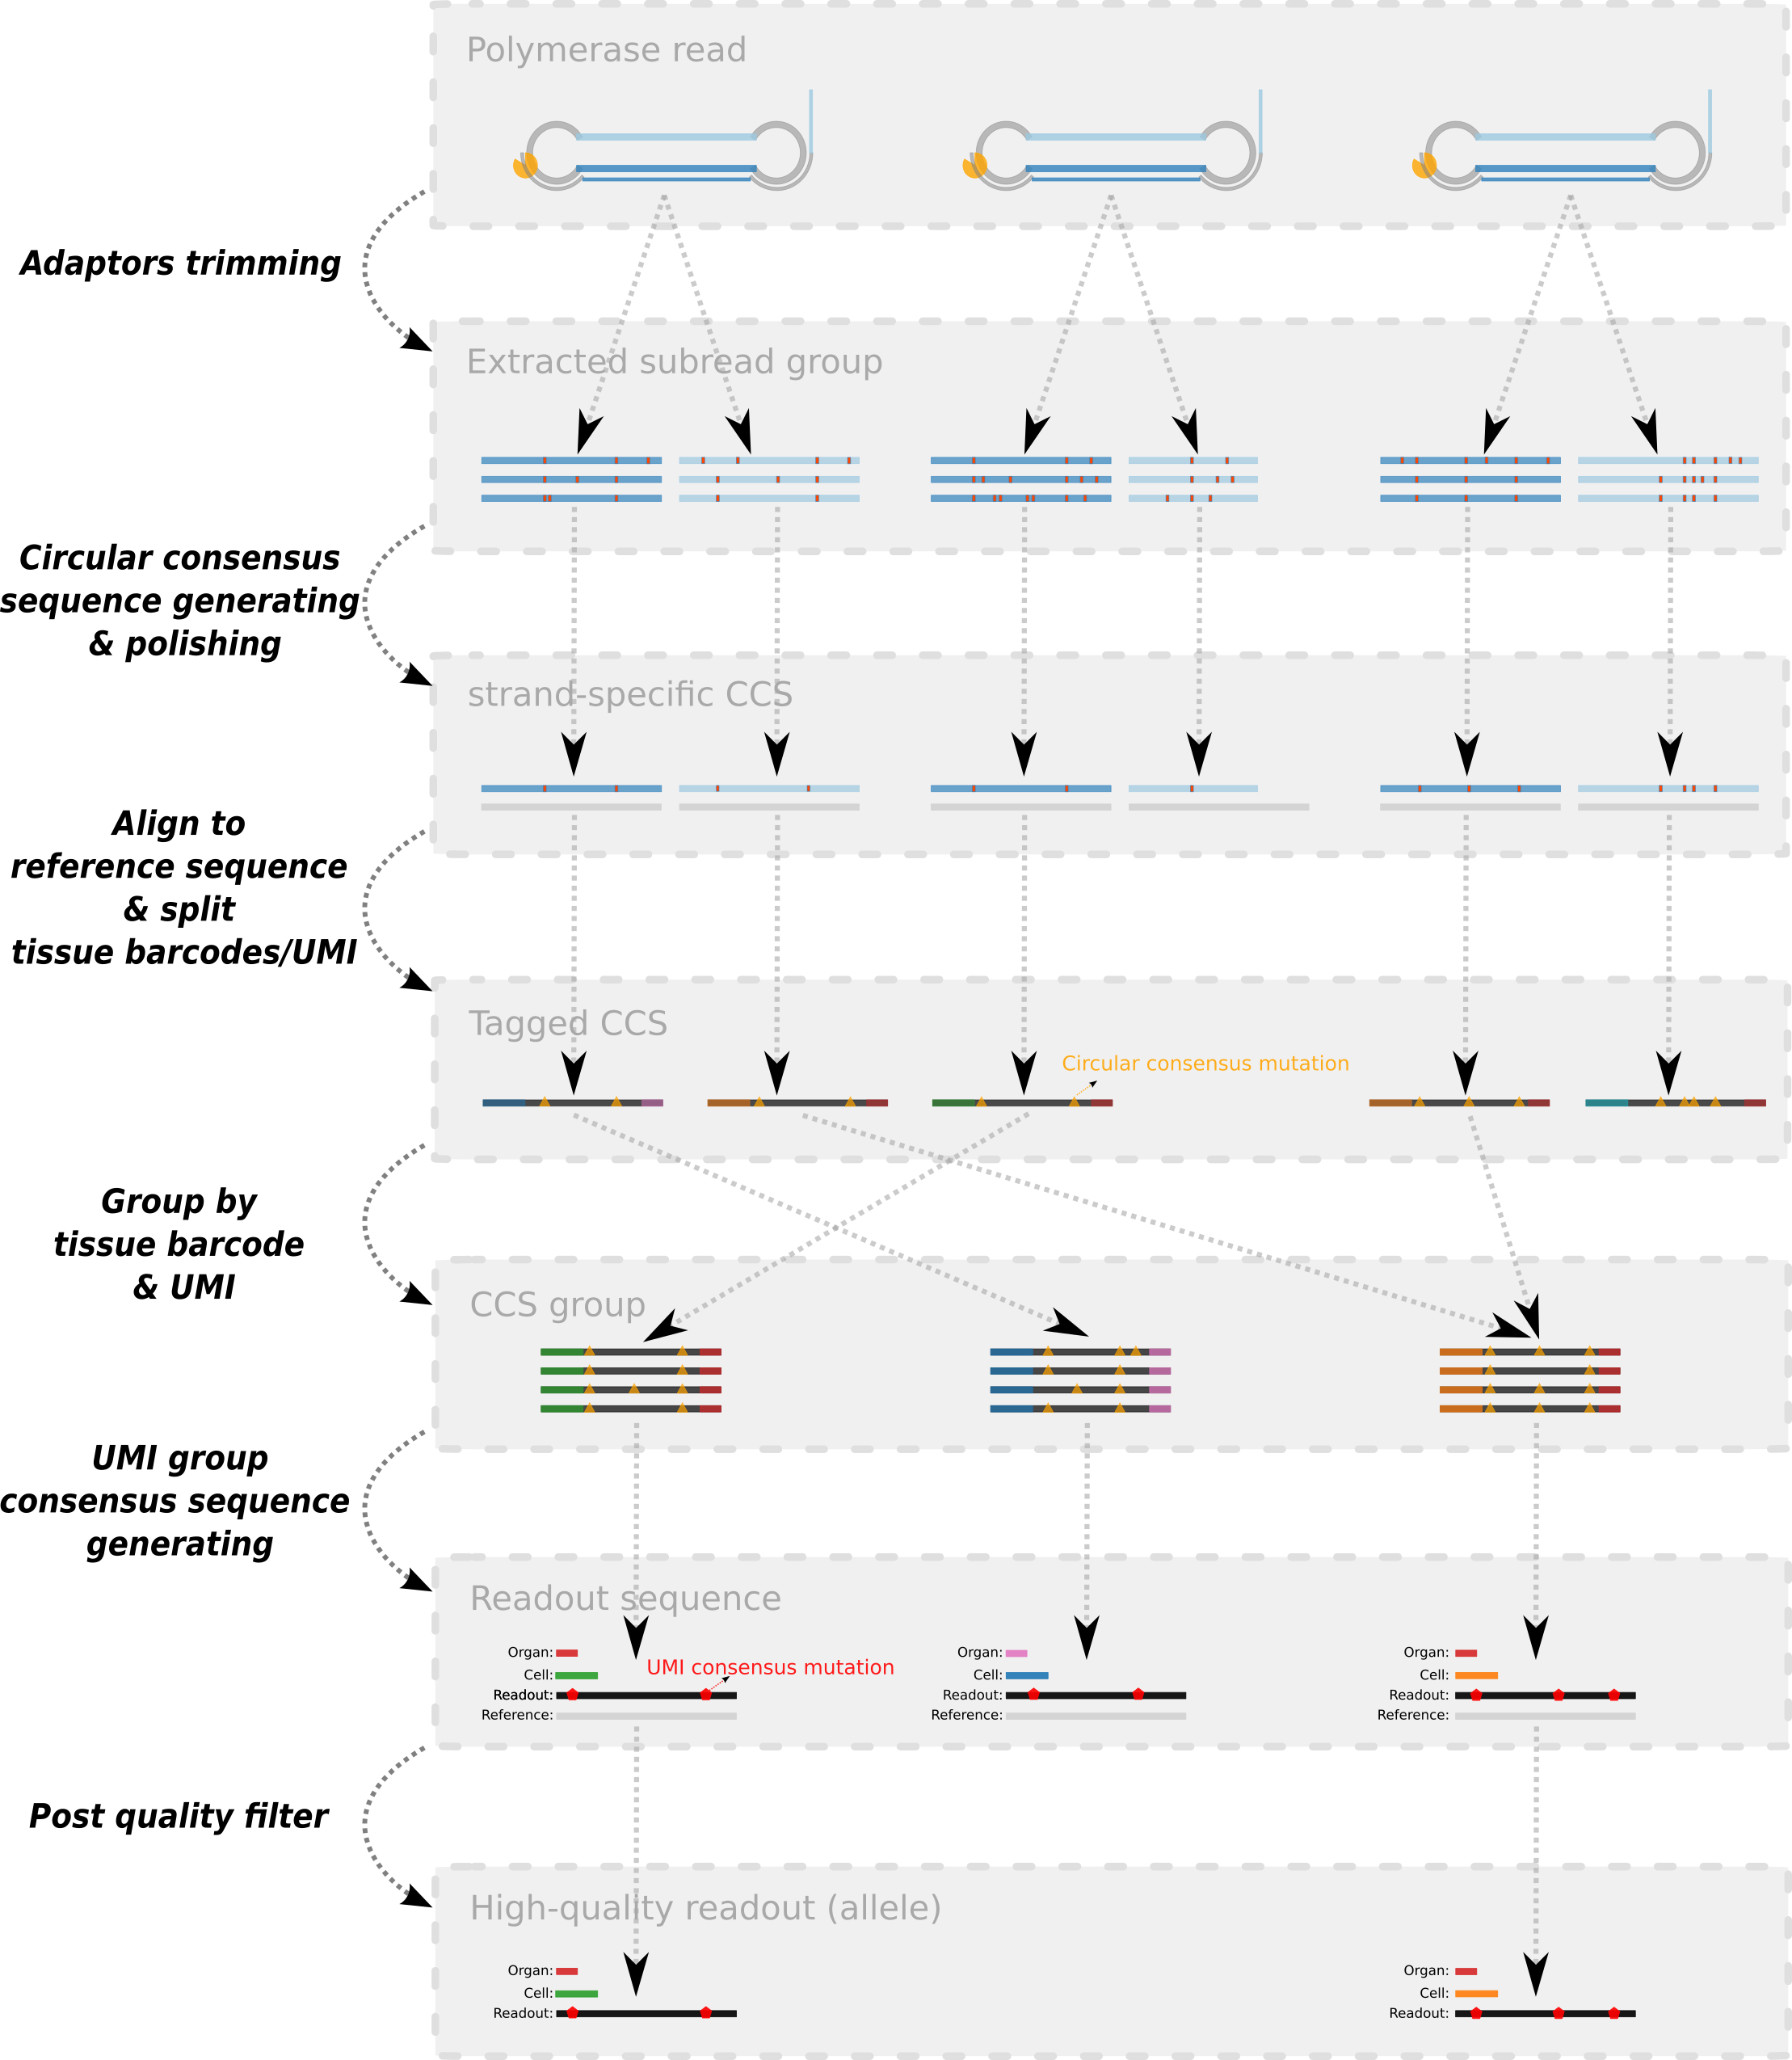 Polymerase read
Adaptors trimming
Extracted subread group
Circular consensus
sequence generating
& polishing
strand-specific CCS
Align to
reference sequence
& split
tissue barcodes/UMI
Tagged CCS
Circular consensus mutation
Group by
tissue barcode
& UMI
CCS group
UMI group
consensus sequence
generating
Readout sequence
Organ:
Cell:
UMI consensus mutation
Readout:
Reference:
Organ:
Cell:
Readout:
Reference:
Organ:
Cell:
Readout:
Reference:
Post quality filter
High-quality readout (allele)
Organ:
Cell:
Readout:
Organ:
Cell:
Readout: